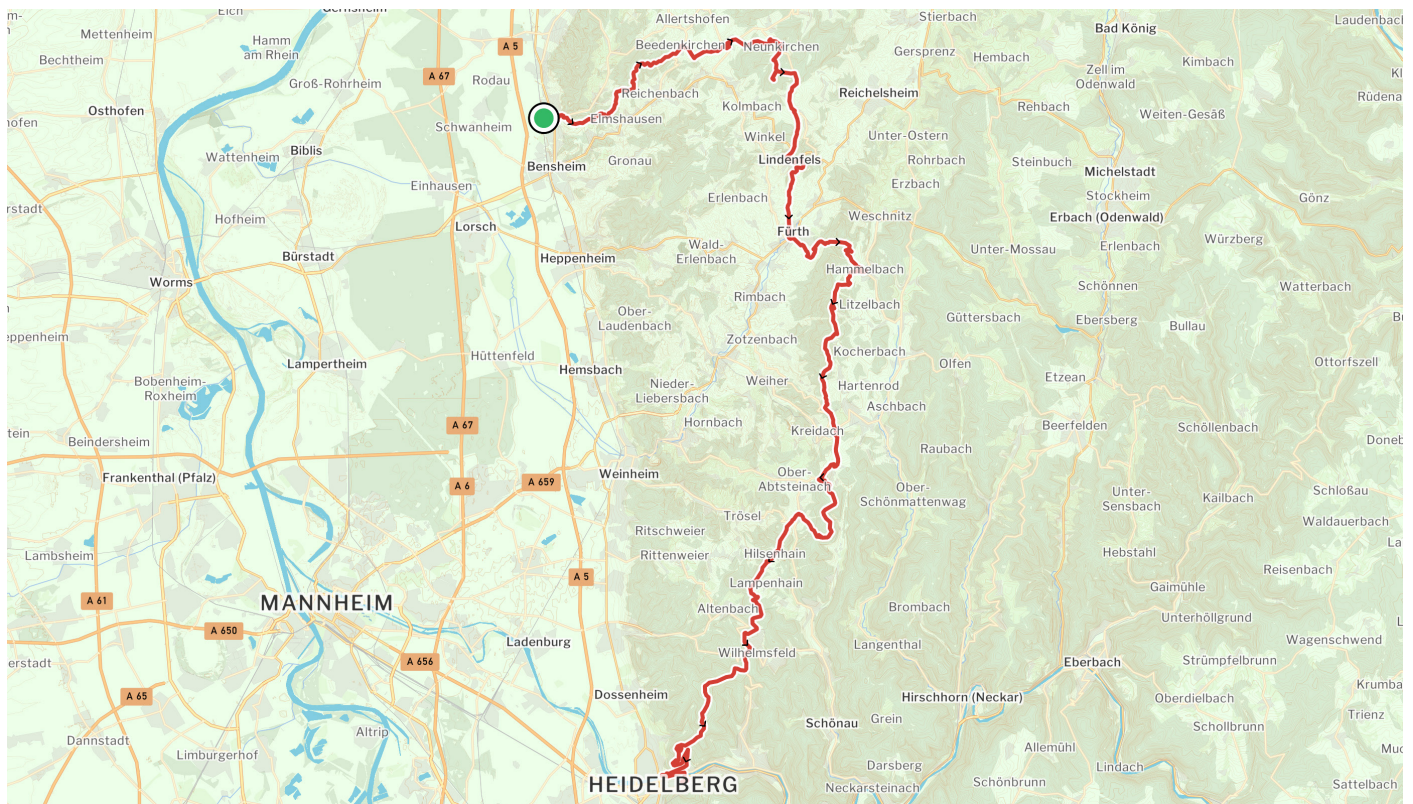 Eich
Gernsheim
Allertshofen
Stierbach
Laudenbach
Mettenheim
Hamm
am Rhein
A 5
Beedenkirchen
Neunkirchen
Gersprenz
Hembach
Bad König
Kimbach
Bechtheim
A 67
Rodau
Groß-Rohrheim
Reichenbach
Kolmbach
Reichelsheim
Zell im
Odenwald
Rehbach
Weiten-Gesäß
Osthofen
Schwanheim
Elmshausen
Winkel
Unter-Ostern
Biblis
Wattenheim
Gronau
Bensheim
Lindenfels
Rohrbach
Steinbuch
Michelstadt
Einhausen
Erlenbach
Erzbach
Stockheim
Gönz
Hofheim
Lorsch
Weschnitz
Erbach (Odenwald)
Fürth
Wald-
Erlenbach
Unter-Mossau
Erlenbach
Würzberg
Bürstadt
Heppenheim
Hammelbach
Worms
Rimbach
Litzelbach
Schönnen
Watterbach
Ober-
Laudenbach
Güttersbach
Ebersberg
Bullau
Zotzenbach
Kocherbach
Hüttenfeld
Lampertheim
Hemsbach
Olfen
Ottorfszell
Bobenheim-
Roxheim
Nieder-
Liebersbach
Weiher
Hartenrod
Etzean
Aschbach
A 67
Hornbach
Kreidach
Beerfelden
Schöllenbach
Beindersheim
Raubach
Frankenthal (Pfalz)
A 6
A 659
Weinheim
Ober-
Abtsteinach
Ober-
Schönmattenwag
Unter-
Sensbach
Kailbach
Schloßau
Trösel
Ritschweier
Waldauerbach
Lambsheim
Rittenweier
Hilsenhain
Hebstahl
Reisenbach
A 5
Lampenhain
Gaimühle
A 61
MANNHEIM
Altenbach
Brombach
Unterhöllgrund
A 650
Ladenburg
Wilhelmsfeld
Langenthal
Wagenschwend
A 656
Eberbach
Strümpfelbrunn
A 65
Dossenheim
Hirschhorn (Neckar)
Oberdielbach
Schönau
Grein
Trienz
Altrip
Schollbrunn
Dannstadt
Limburgerhof
Allemühl
Darsberg
Lindach
HEIDELBERG
Neckarsteinach
Schönbrunn
Sattelbach